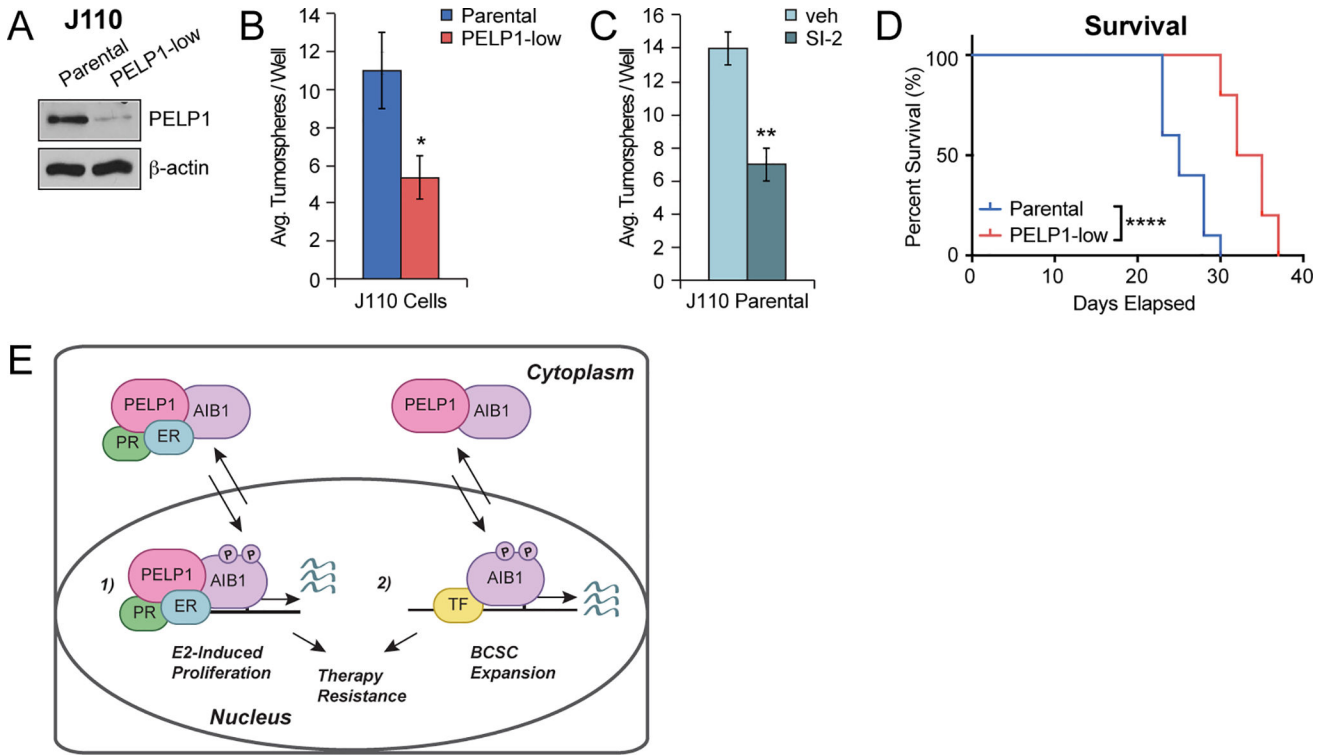 A
J110
Parental
PELP1-low
PELP1
β-actin
B
Parental
PELP1-low
Avg. Tumorspheres / Well
14
12
10
8
6
4
2
0
*
J110 Cells
C
veh
SI-2
Avg. Tumorspheres / Well
16
14
12
10
8
6
4
2
0
**
J110 Parental
D
Survival
Percent Survival (%)
100
50
0
Parental
PELP1-low
****
0 10 20 30 40
Days Elapsed
E
Cytoplasm
PELP1
AIB1
PR
ER
PELP1
AIB1
1)
P P
PELP1
AIB1
PR
ER
2)
P P
AIB1
TF
E2-Induced
Proliferation
Therapy
Resistance
BCSC
Expansion
Nucleus